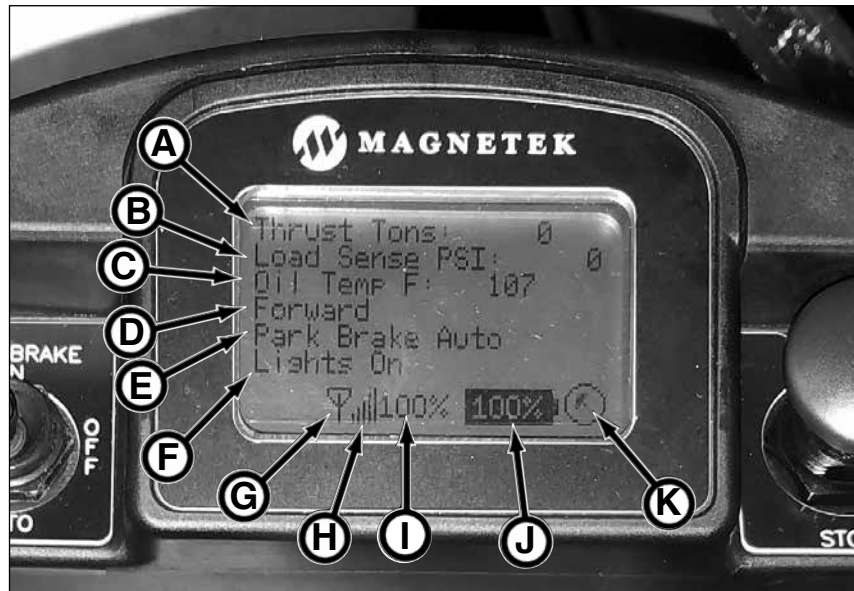 MAGNETEK
A
B
C
D
E
F
Thrust Tons: 0
Load Sense PSI: 0
Oil Temp F: 107
Forward
Park Brake Auto
Lights On
100% 100%
G
H
I
J
K
BRAKE
N
OFF
TO
STO